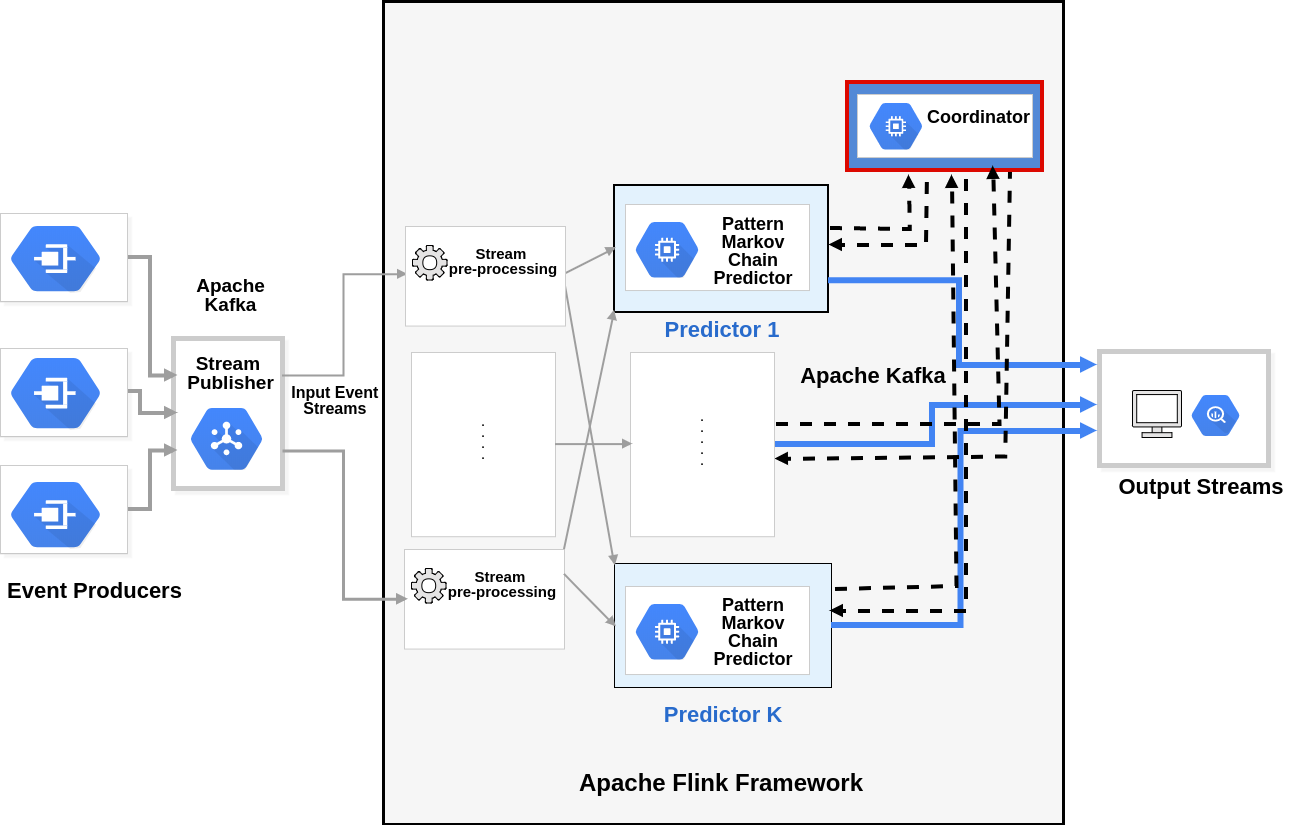 Coordinator
Pattern
Markov
Chain
Predictor
Predictor 1
Stream
pre-processing
Apache
Kafka
Stream
Publisher
Input Event
Streams
Apache Kafka
Output Streams
Event Producers
Stream
pre-processing
Pattern
Markov
Chain
Predictor
Predictor K
Apache Flink Framework